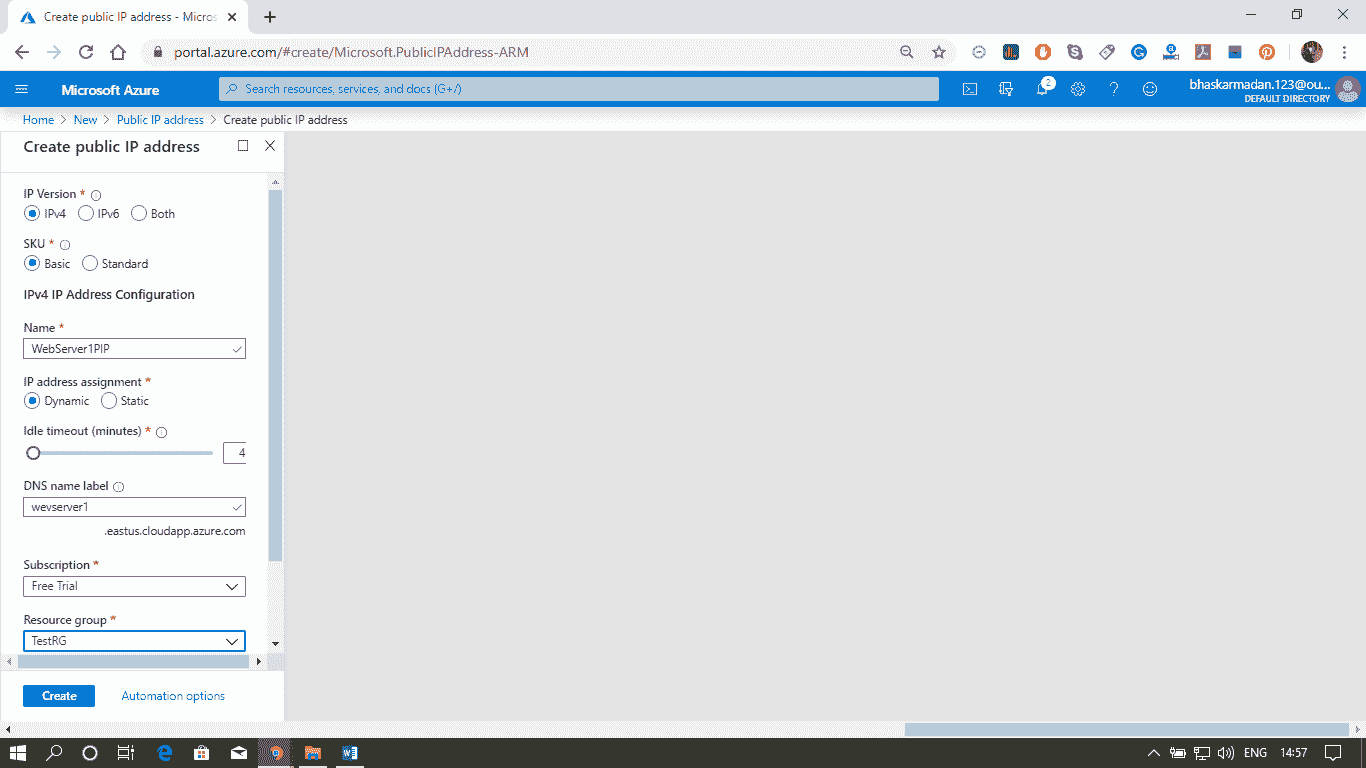 Create public IP address - Micros
portal.azure.com/#create/Microsoft.PublicIPAddress-ARM
Microsoft Azure
Search resources, services, and docs (G+/)
2
bhaskarmadan.123@ou...
DEFAULT DIRECTORY
Home > New > Public IP address > Create public IP address
Create public IP address
IP Version *
IPv4 IPv6 Both
SKU *
Basic Standard
IPv4 IP Address Configuration
Name *
WebServer1PIP
IP address assignment *
Dynamic Static
Idle timeout (minutes) *
4
DNS name label
wevserver1
.eastus.cloudapp.azure.com
Subscription *
Free Trial
Resource group *
TestRG
Create Automation options
ENG 14:57